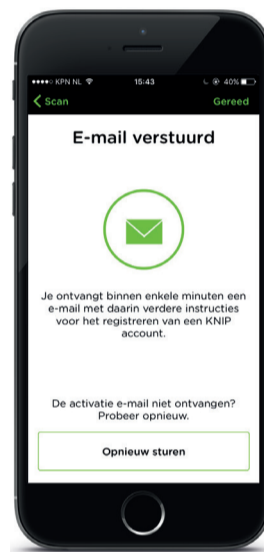 ●●●●○ KPN NL 15:43 40%
Scan Gereed
E-mail verstuurd
Je ontvangt binnen enkele minuten een
e-mail met daarin verdere instructies
voor het registreren van een KNIP
account.
De activatie e-mail niet ontvangen?
Probeer opnieuw.
Opnieuw sturen